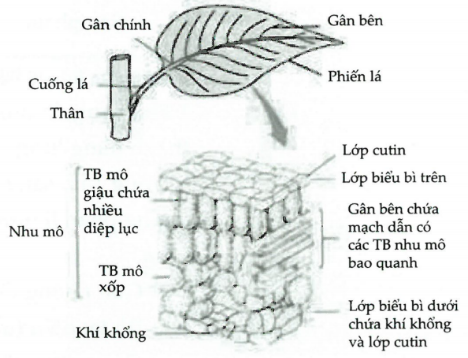 Gân chính
Gân bên
Phiến lá
Cuống lá
Thân
Lớp cutin
Lớp biểu bì trên
TB mô
giậu chứa
nhiều
diệp lục
Gân bên chứa
mạch dẫn có
các TB nhu mô
bao quanh
Nhu mô
TB mô
xốp
Khí khổng
Lớp biểu bì dưới
chứa khí khổng
và lớp cutin